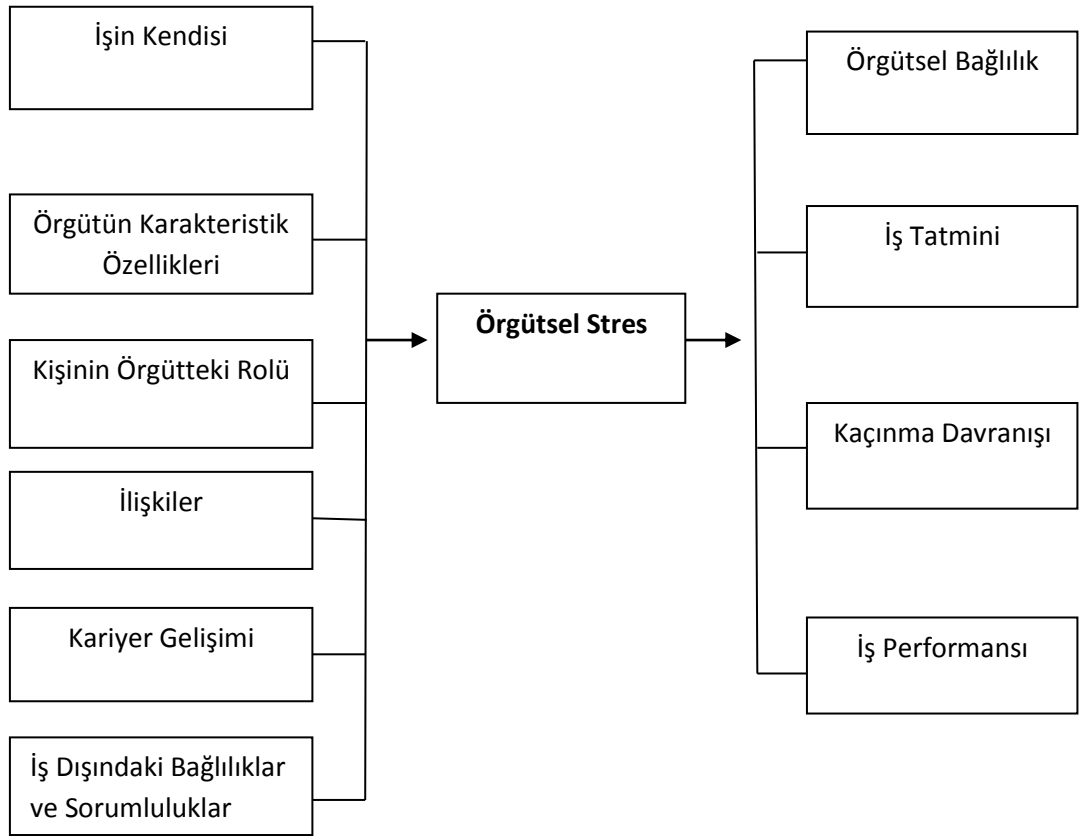 İşin Kendisi
Örgütün Karakteristik
Özellikleri
Kişinin Örgütteki Rolü
İlişkiler
Kariyer Gelişimi
İş Dışındaki Bağlılıklar
ve Sorumluluklar
Örgütsel Stres
Örgütsel Bağlılık
İş Tatmini
Kaçınma Davranışı
İş Performansı